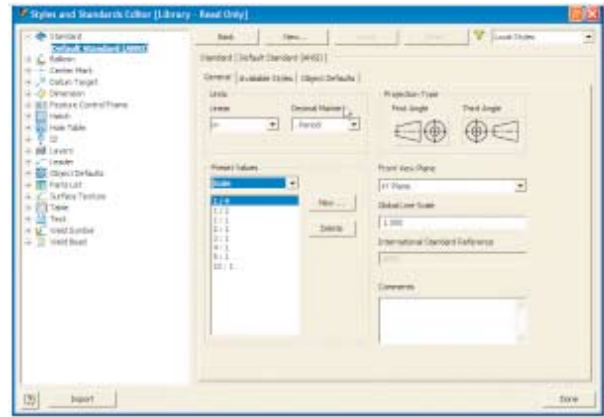 Styles and Standards Editor [Library - Read Only]
Standard
Default Standard (ANSI)
Balloon
Center Mark
Datum Target
Dimension
Feature Control Frame
Hatch
Hole Table
ID
Layers
Leader
Object Defaults
Parts List
Surface Texture
Table
Text
Weld Symbol
Weld Bead
Back
New...
Local Styles
Standard [Default Standard (ANSI)]
General
Available Styles
Object Defaults
Units
Linear
Decimal Marker
in
. Period
Projection Type
First Angle
Third Angle
Preset Values
Scale
1 / 4
1 / 2
1 : 1
2 : 1
3 : 1
4 : 1
5 : 1
10 : 1
New ...
Delete
Front View Plane
XY Plane
Global Line Scale
1.000
International Standard Reference
Comments
Import
Done